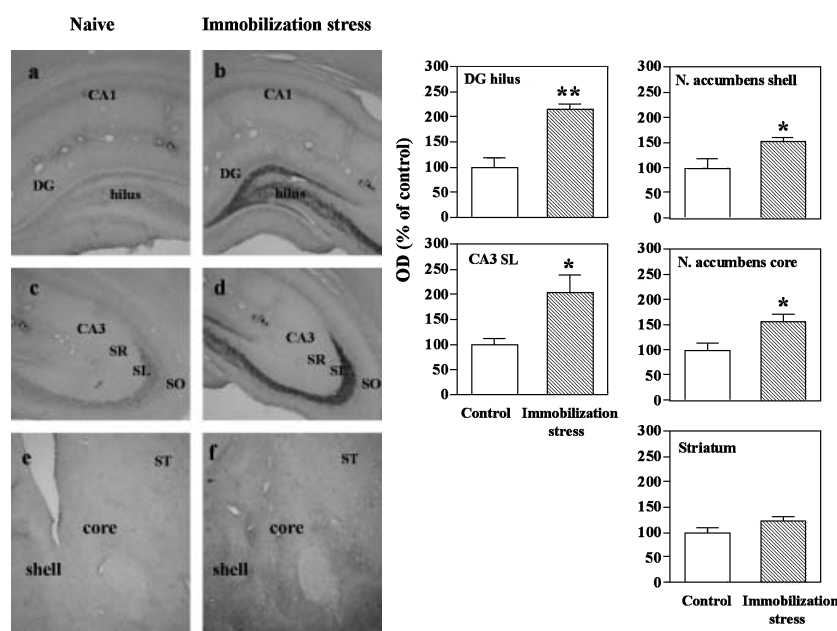 Naive
Immobilization stress
a
CA1
DG
hilus
b
CA1
DG
hilus
c
CA3
SR
SL
SO
d
CA3
SR
SL
SO
e
ST
core
shell
f
ST
core
shell
OD (% of control)
300
250
200
150
100
50
0
DG hilus
**
300
250
200
150
100
50
0
CA3 SL
*
Control
Immobilization
stress
300
250
200
150
100
50
0
N. accumbens shell
*
300
250
200
150
100
50
0
N. accumbens core
*
300
250
200
150
100
50
0
Striatum
Control
Immobilization
stress